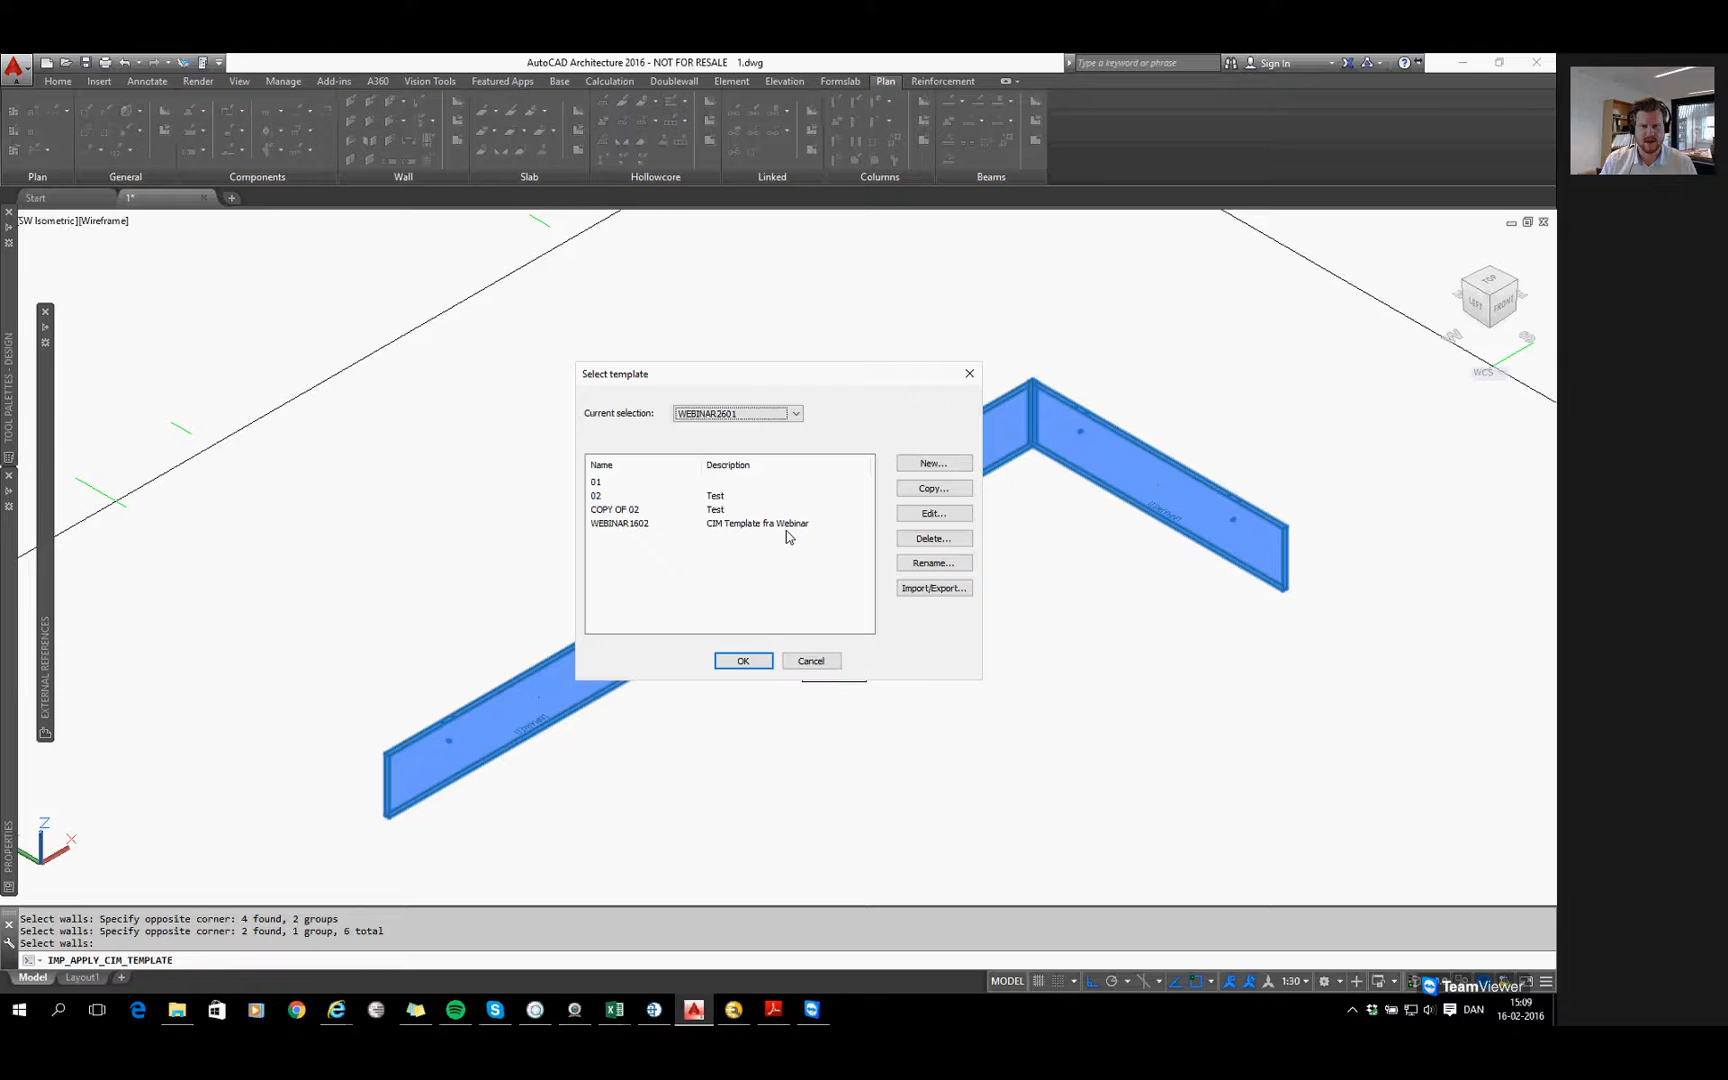 AutoCAD Architecture 2016 - NOT FOR RESALE 1.dwg
Type a keyword or phrase
Sign In
Home Insert Annotate Render View Manage Add-ins A360 Vision Tools Featured Apps Base Calculation Doublewall Element Elevation Formslab Plan Reinforcement
Plan General Components Wall Slab Hollowcore Linked Columns Beams
Start 1*
SW Isometric][Wireframe]
TOP
LEFT FRONT
WCS
TOOL PALETTES - DESIGN
EXTERNAL REFERENCES
PROPERTIES
Select template
Current selection: WEBINAR2601
Name Description
01
02 Test
COPY OF 02 Test
WEBINAR1602 CIM Template fra Webinar
New...
Copy...
Edit...
Delete...
Rename...
Import/Export...
OK Cancel
Z
X
Select walls: Specify opposite corner: 4 found, 2 groups
Select walls: Specify opposite corner: 2 found, 1 group, 6 total
Select walls:
IMP_APPLY_CIM_TEMPLATE
Model Layout1
MODEL 1:30
TeamViewer
DAN
15:09
16-02-2016